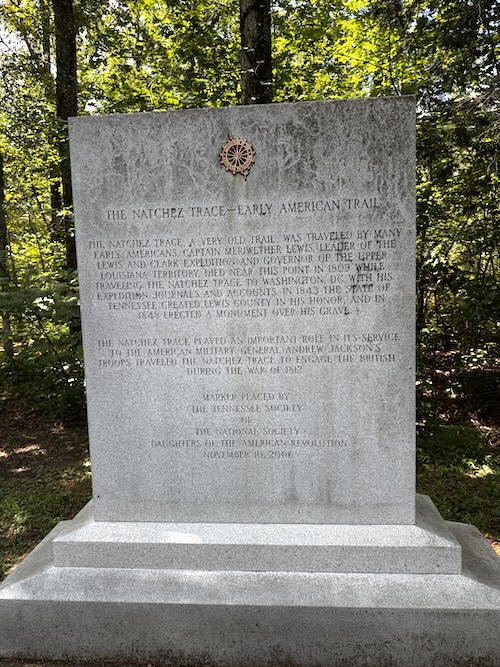 THE NATCHEZ TRACE—EARLY AMERICAN TRAIL
THE NATCHEZ TRACE, A VERY OLD TRAIL, WAS TRAVELED BY MANY
EARLY AMERICANS. CAPTAIN MERIWETHER LEWIS, LEADER OF THE
LEWIS AND CLARK EXPEDITION AND GOVERNOR OF THE UPPER
LOUISIANA TERRITORY, DIED NEAR THIS POINT IN 1809 WHILE
TRAVELING THE NATCHEZ TRACE TO WASHINGTON, DC WITH HIS
EXPEDITION JOURNALS AND ACCOUNTS. IN 1843 THE STATE OF
TENNESSEE CREATED LEWIS COUNTY IN HIS HONOR, AND IN
1848 ERECTED A MONUMENT OVER HIS GRAVE.
THE NATCHEZ TRACE PLAYED AN IMPORTANT ROLE IN ITS SERVICE
TO THE AMERICAN MILITARY. GENERAL ANDREW JACKSON'S
TROOPS TRAVELED THE NATCHEZ TRACE TO ENGAGE THE BRITISH
DURING THE WAR OF 1812.
MARKER PLACED BY
THE TENNESSEE SOCIETY
OF
THE NATIONAL SOCIETY
DAUGHTERS OF THE AMERICAN REVOLUTION
NOVEMBER 10, 2006